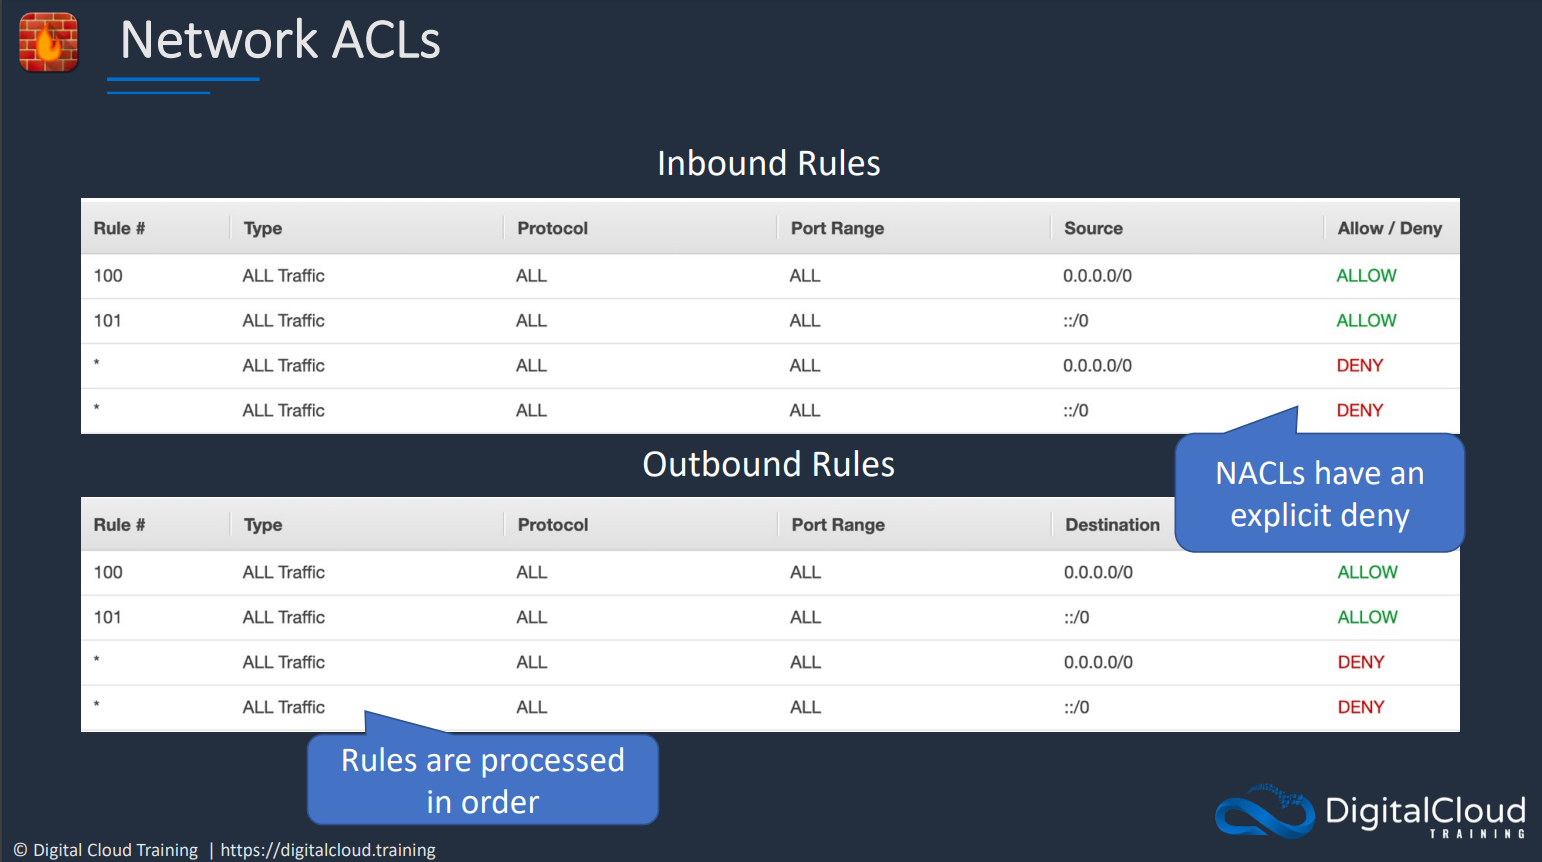 Network ACLs
Inbound Rules
Rule # Type Protocol Port Range Source Allow / Deny
100 ALL Traffic ALL ALL 0.0.0.0/0 ALLOW
101 ALL Traffic ALL ALL ::/0 ALLOW
* ALL Traffic ALL ALL 0.0.0.0/0 DENY
* ALL Traffic ALL ALL ::/0 DENY
NACLs have an
explicit deny
Outbound Rules
Rule # Type Protocol Port Range Destination
100 ALL Traffic ALL ALL 0.0.0.0/0 ALLOW
101 ALL Traffic ALL ALL ::/0 ALLOW
* ALL Traffic ALL ALL 0.0.0.0/0 DENY
* ALL Traffic ALL ALL ::/0 DENY
Rules are processed
in order
DigitalCloud
TRAINING
© Digital Cloud Training | https://digitalcloud.training